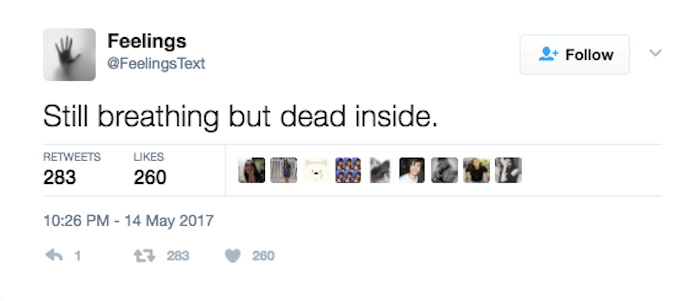 Feelings
@FeelingsText
Follow
Still breathing but dead inside.
RETWEETS LIKES
283 260
10:26 PM - 14 May 2017
1 283 260